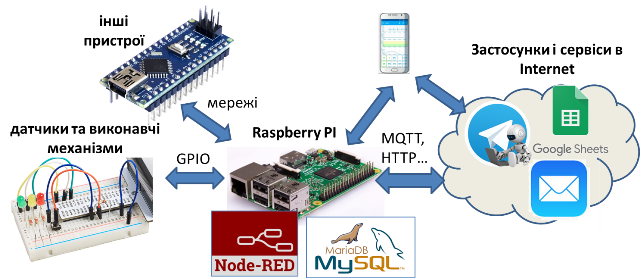 інші
пристрої
Застосунки і сервіси в
Internet
мережі
датчики та виконавчі
механізми
Raspberry PI
MQTT,
HTTP...
GPIO
Google Sheets
Node-RED
MariaDB
MySQL